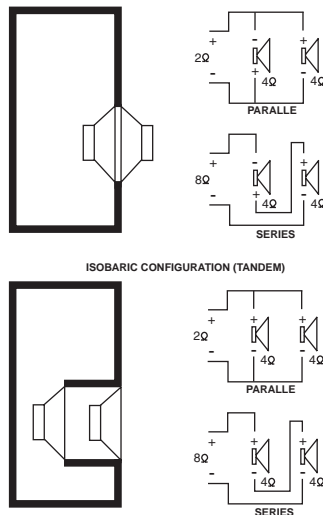 - +
+
2Ω
-
+ -
4Ω 4Ω
PARALLE
- +
+
8Ω
-
+ -
4Ω 4Ω
SERIES
ISOBARIC CONFIGURATION (TANDEM)
+ +
+
2Ω
-
- -
4Ω 4Ω
PARALLE
+ +
+
8Ω
-
- -
4Ω 4Ω
SERIES